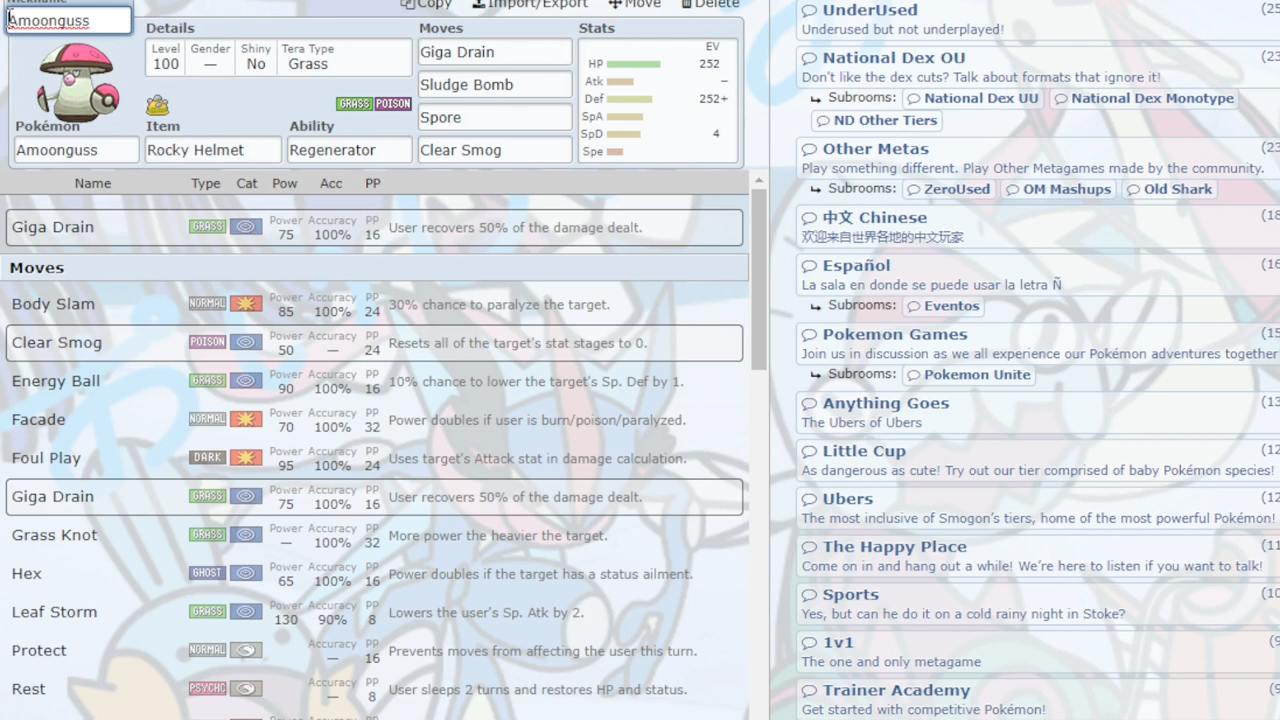 Nickname
Copy Import/Export Move Delete
Amoonguss
Details Moves Stats
Level Gender Shiny Tera Type
100 — No Grass
GRASS POISON
Pokémon Item Ability
Amoonguss Rocky Helmet Regenerator
Giga Drain
Sludge Bomb
Spore
Clear Smog
EV
HP 252
Atk –
Def 252+
SpA
SpD 4
Spe
Name Type Cat Pow Acc PP
Giga Drain GRASS Power 75 Accuracy 100% PP 16 User recovers 50% of the damage dealt.
Moves
Body Slam NORMAL Power 85 Accuracy 100% PP 24 30% chance to paralyze the target.
Clear Smog POISON Power 50 Accuracy — PP 24 Resets all of the target's stat stages to 0.
Energy Ball GRASS Power 90 Accuracy 100% PP 16 10% chance to lower the target's Sp. Def by 1.
Facade NORMAL Power 70 Accuracy 100% PP 32 Power doubles if user is burn/poison/paralyzed.
Foul Play DARK Power 95 Accuracy 100% PP 24 Uses target's Attack stat in damage calculation.
Giga Drain GRASS Power 75 Accuracy 100% PP 16 User recovers 50% of the damage dealt.
Grass Knot GRASS Power — Accuracy 100% PP 32 More power the heavier the target.
Hex GHOST Power 65 Accuracy 100% PP 16 Power doubles if the target has a status ailment.
Leaf Storm GRASS Power 130 Accuracy 90% PP 8 Lowers the user's Sp. Atk by 2.
Protect NORMAL Accuracy — PP 16 Prevents moves from affecting the user this turn.
Rest PSYCHC Accuracy — PP 8 User sleeps 2 turns and restores HP and status.
UnderUsed (25
Underused but not underplayed!
National Dex OU (23
Don't like the dex cuts? Talk about formats that ignore it!
Subrooms: National Dex UU National Dex Monotype
ND Other Tiers
Other Metas (23
Play something different. Play Other Metagames made by the community.
Subrooms: ZeroUsed OM Mashups Old Shark
中文 Chinese (18
欢迎来自世界各地的中文玩家
Español (16
La sala en donde se puede usar la letra Ñ
Subrooms: Eventos
Pokemon Games (15
Join us in discussion as we all experience our Pokémon adventures together
Subrooms: Pokemon Unite
Anything Goes (13
The Ubers of Ubers
Little Cup (12
As dangerous as cute! Try out our tier comprised of baby Pokémon species!
Ubers (12
The most inclusive of Smogon's tiers, home of the most powerful Pokémon!
The Happy Place (11
Come on in and hang out a while! We're here to listen if you want to talk!
Sports (10
Yes, but can he do it on a cold rainy night in Stoke?
1v1
The one and only metagame
Trainer Academy
Get started with competitive Pokémon!